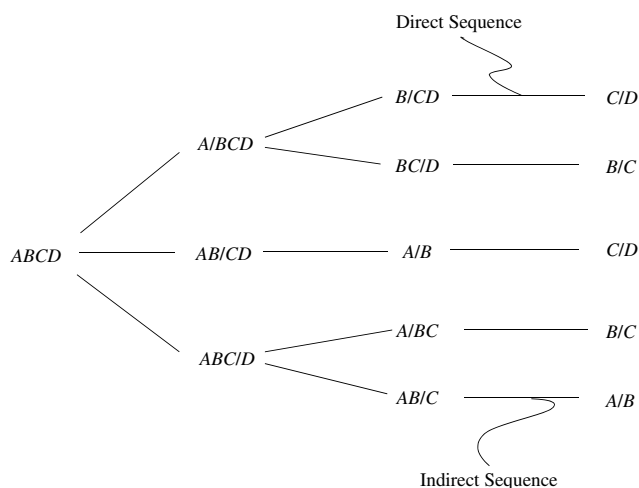 Direct Sequence
B/CD C/D
A/BCD
BC/D B/C
ABCD AB/CD A/B C/D
A/BC B/C
ABC/D
AB/C A/B
Indirect Sequence